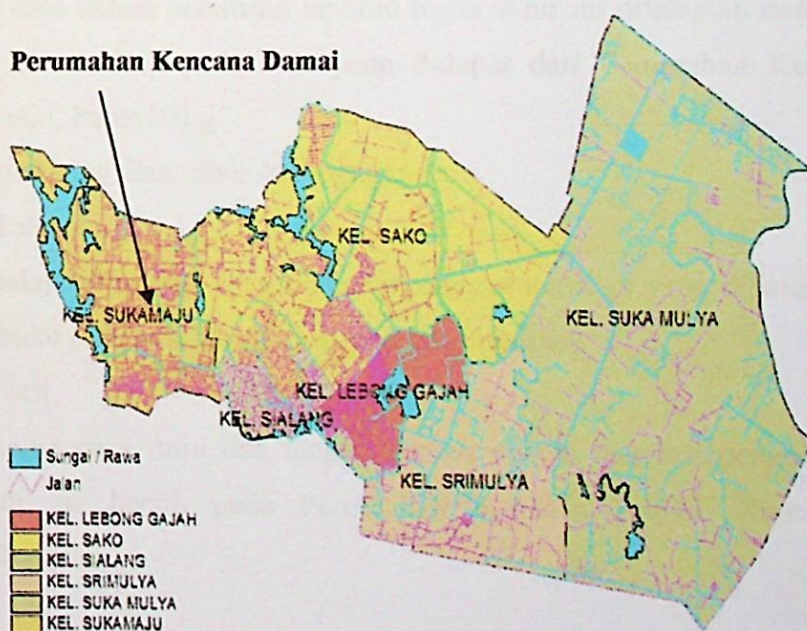 Perumahan Kencana Damai
KEL. SAKO
KEL. SUKAMAJU
KEL. SUKA MULYA
KEL. LEBONG GAJAH
KEL. SIALANG
KEL. SRIMULYA
Sungai / Rawa
Jalan
KEL. LEBONG GAJAH
KEL. SAKO
KEL. SIALANG
KEL. SRIMULYA
KEL. SUKA MULYA
KEL. SUKAMAJU